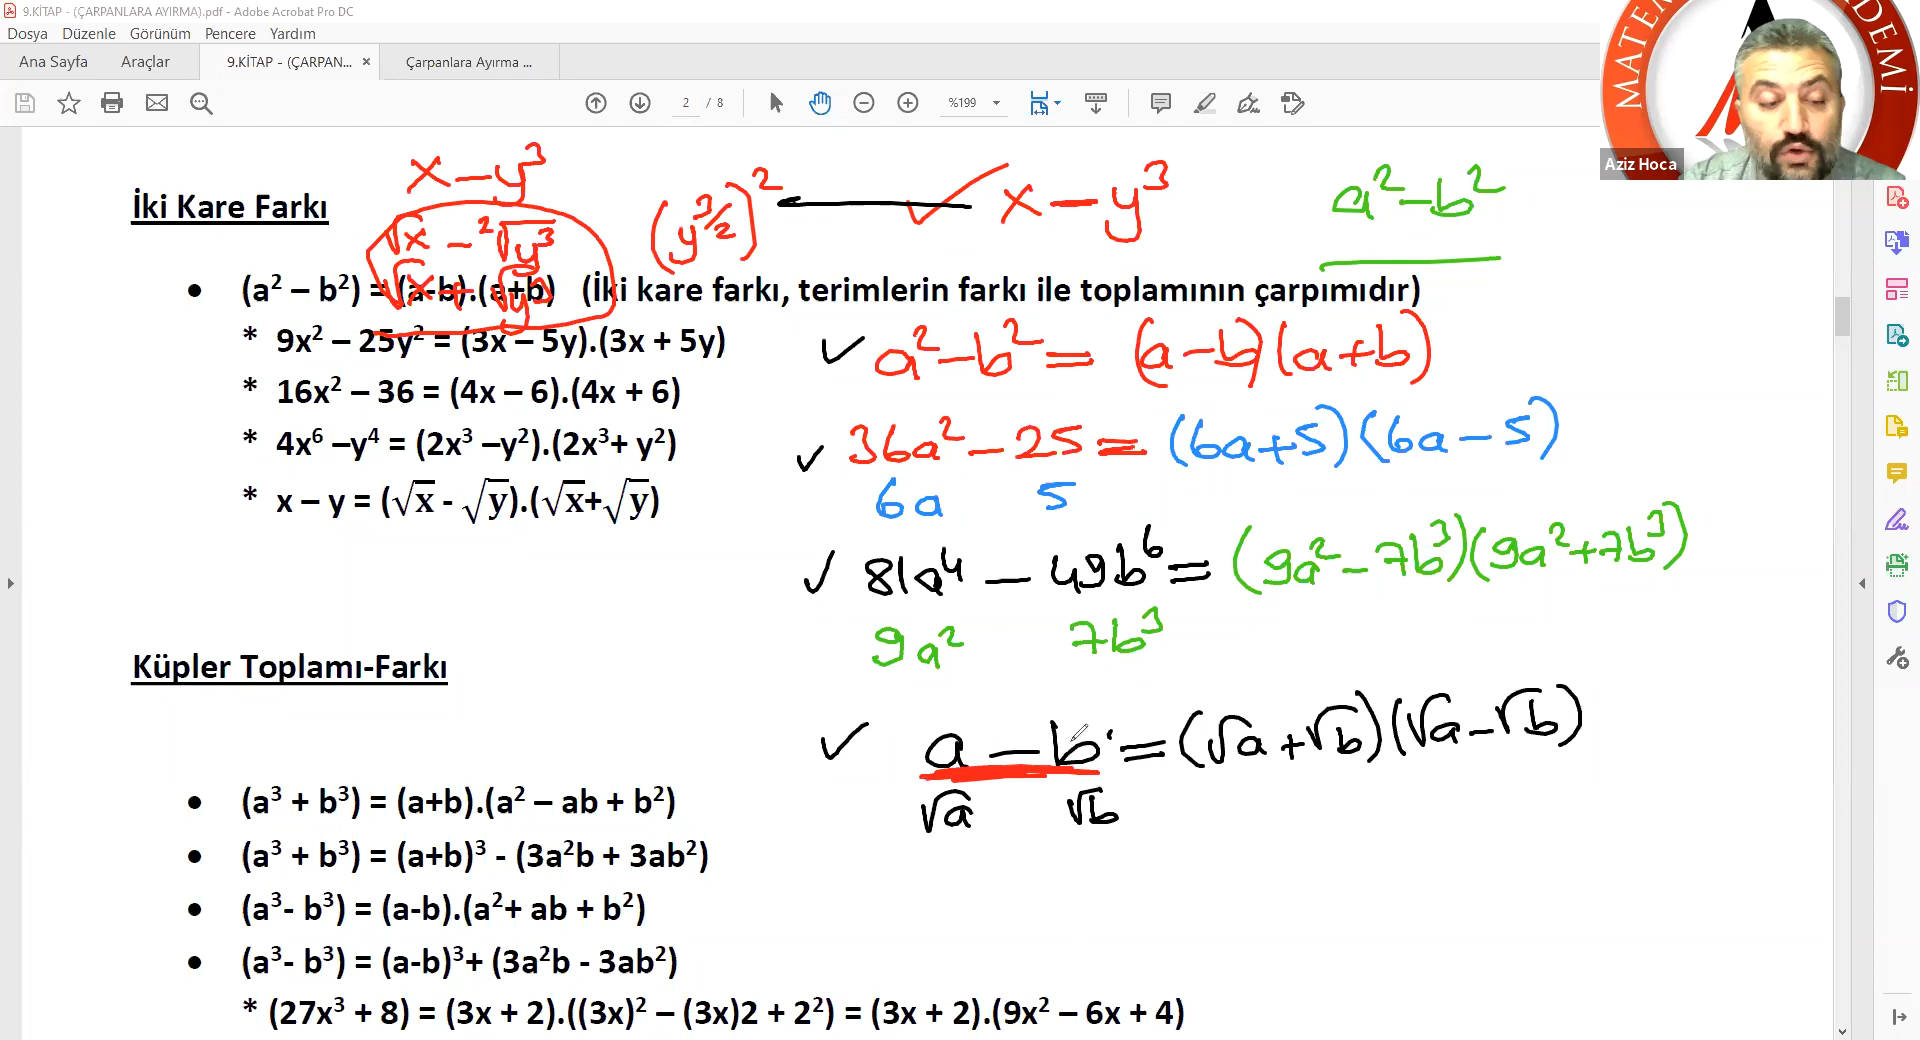 9.KİTAP - (ÇARPANLARA AYIRMA).pdf - Adobe Acrobat Pro DC
Dosya Düzenle Görünüm Pencere Yardım
Ana Sayfa Araçlar 9.KİTAP - (ÇARPAN... × Çarpanlara Ayırma ...
2 / 8 %199
MATEM
DEMİ
Aziz Hoca
x − y³
√x − ²√y³
√x + √y³
(y^(3/2))²
✓ x − y³
a² − b²
İki Kare Farkı
• (a² – b²) = (a-b).(a+b) (İki kare farkı, terimlerin farkı ile toplamının çarpımıdır)
* 9x² – 25y² = (3x – 5y).(3x + 5y)
✓ a² − b² = (a − b)(a + b)
* 16x² – 36 = (4x – 6).(4x + 6)
* 4x⁶ –y⁴ = (2x³ –y²).(2x³+ y²)
✓ 36a² − 25 = (6a+5)(6a − 5)
6a 5
* x – y = (√x - √y).(√x+√y)
✓ 81a⁴ − 49b⁶ = (9a² − 7b³)(9a² + 7b³)
9a² 7b³
Küpler Toplamı-Farkı
✓ a − b = (√a + √b)(√a − √b)
√a √b
• (a³ + b³) = (a+b).(a² – ab + b²)
• (a³ + b³) = (a+b)³ - (3a²b + 3ab²)
• (a³- b³) = (a-b).(a²+ ab + b²)
• (a³- b³) = (a-b)³+ (3a²b - 3ab²)
* (27x³ + 8) = (3x + 2).((3x)² – (3x)2 + 2²) = (3x + 2).(9x² – 6x + 4)